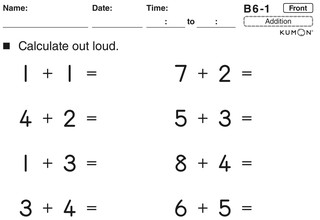 Name: Date: Time: B6-1 Front
: to : Addition
KUMON
■ Calculate out loud.
1 + 1 = 7 + 2 =
4 + 2 = 5 + 3 =
1 + 3 = 8 + 4 =
3 + 4 = 6 + 5 =